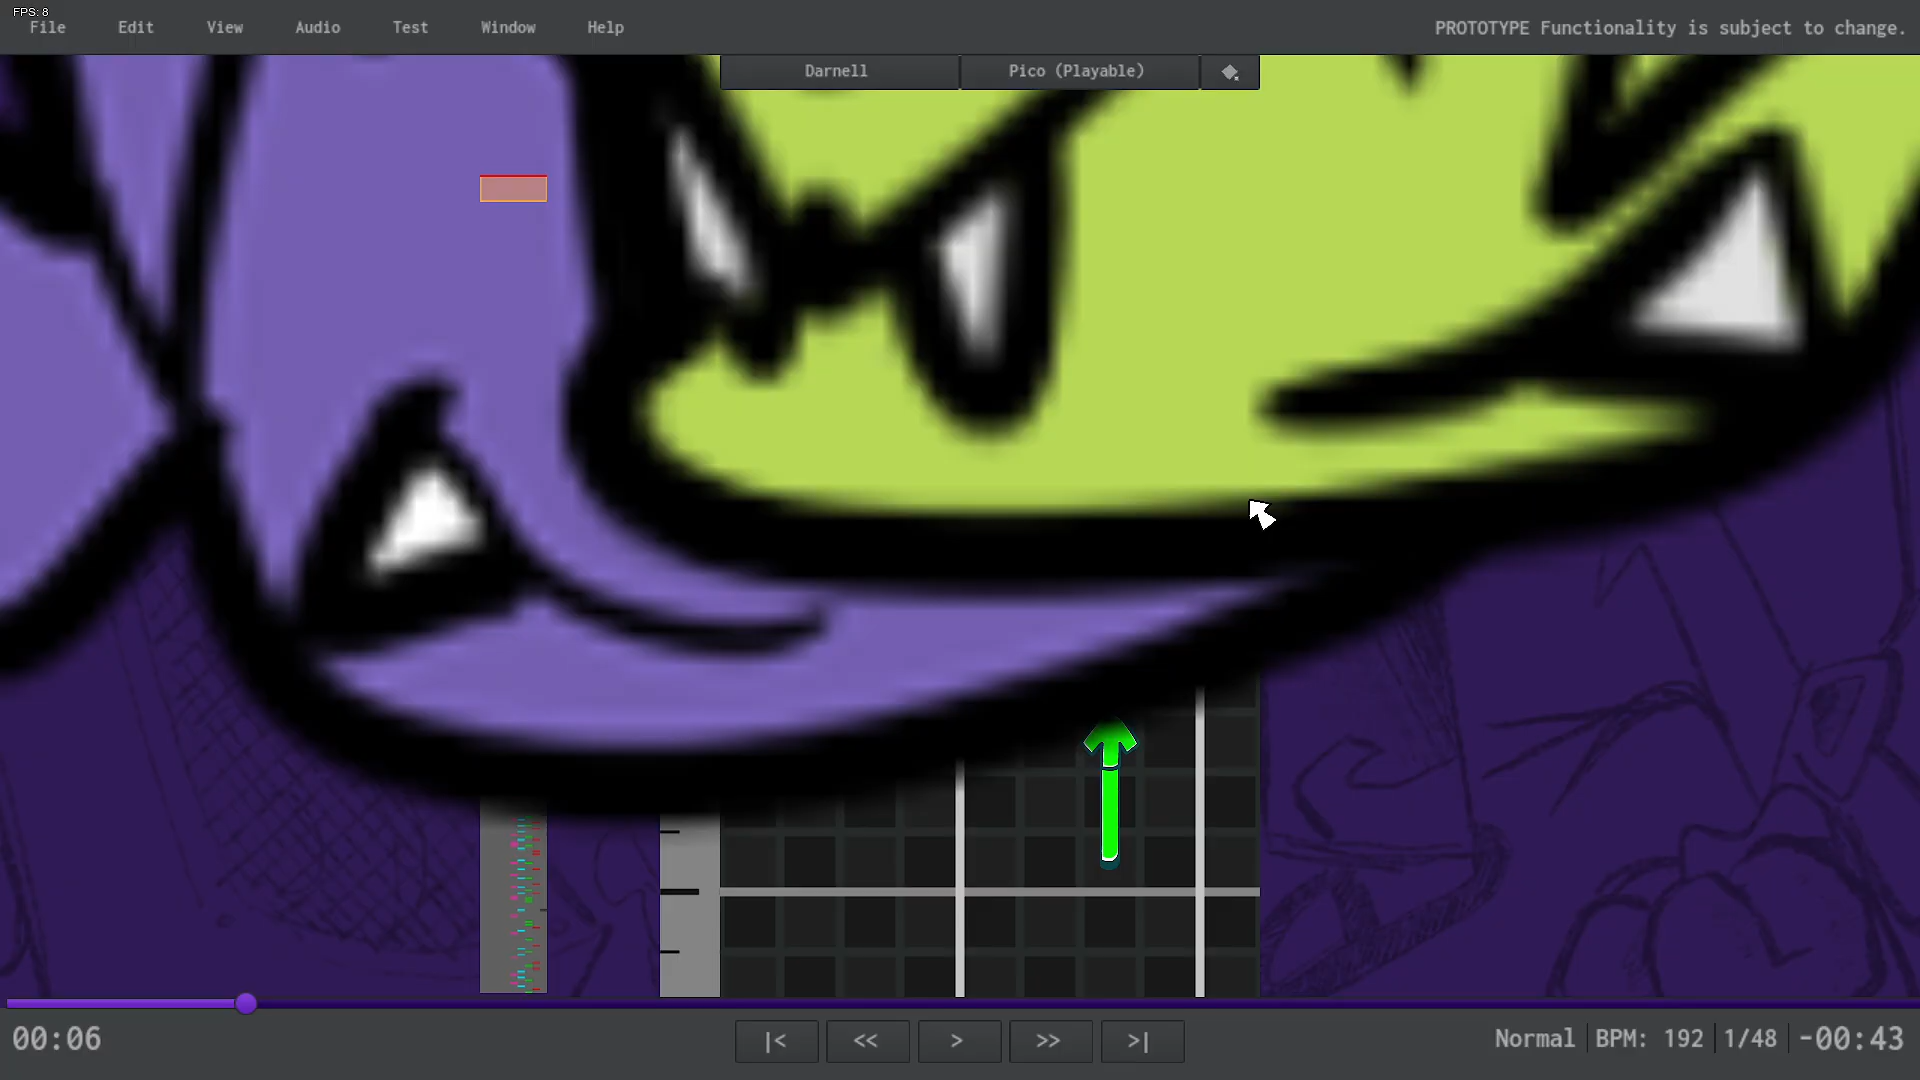 FPS: 8
File Edit View Audio Test Window Help PROTOTYPE Functionality is subject to change.
Darnell Pico (Playable)
00:06 |< << > >> >| Normal BPM: 192 1/48 -00:43